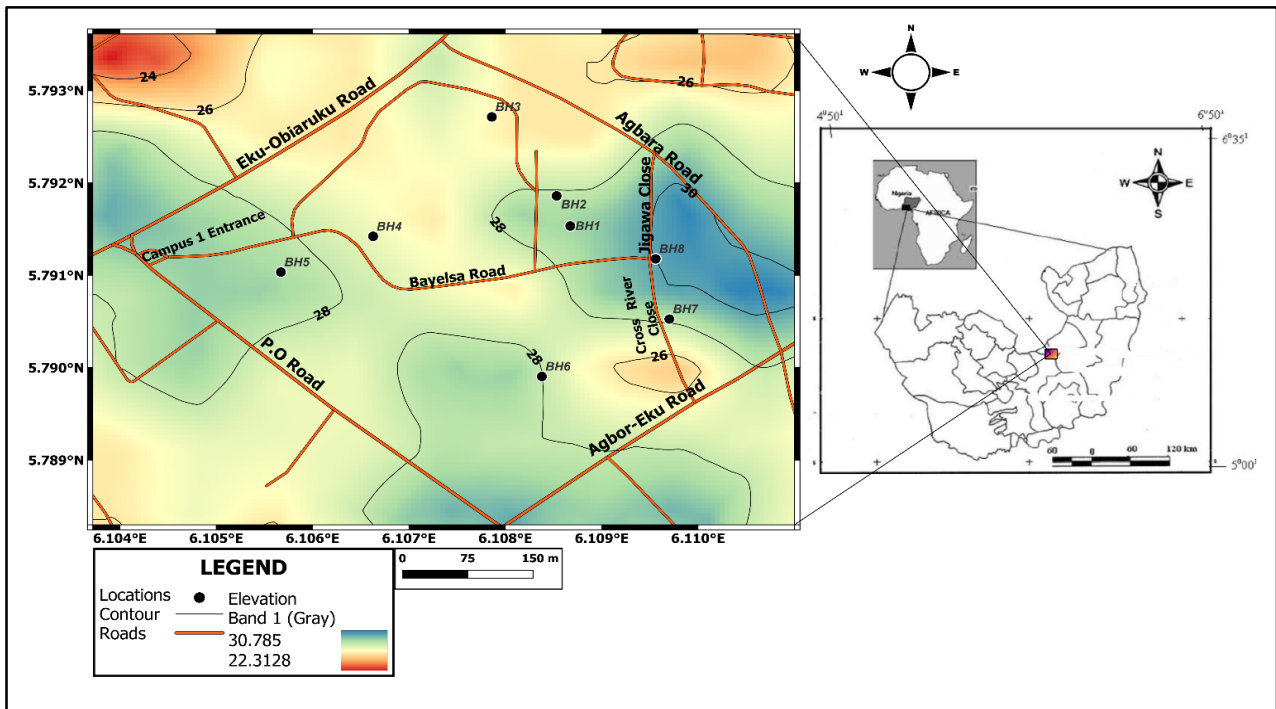 N
W E
4°50¹ 6°50¹
6°35¹
5.793°N
5.792°N
5.791°N
5.790°N
5.789°N
24
26
26
Eku-Obiaruku Road
BH3
Agbara Road
30
BH2
28
BH1
Jigawa Close
Campus 1 Entrance
BH4
BH5
BH8
Bayelsa Road
28
Cross River
Close
BH7
26
28
BH6
P.O Road
Agbor-Eku Road
6.104°E 6.105°E 6.106°E 6.107°E 6.108°E 6.109°E 6.110°E
0 75 150 m
LEGEND
Locations Elevation
Contour Band 1 (Gray)
Roads 30.785
22.3128
Nigeria
AFRICA
N
W E
S
60 0 60 120 km
5°00¹